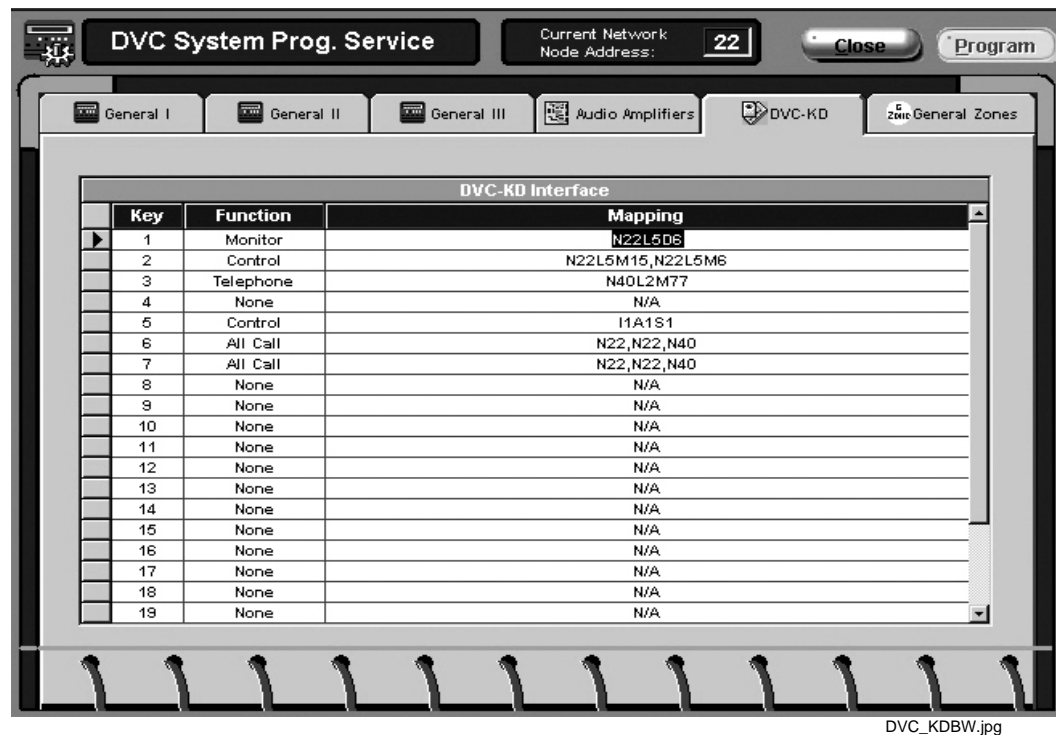 DVC System Prog. Service
Current Network
Node Address:
22
Close
Program
General I
General II
General III
Audio Amplifiers
DVC-KD
G
ZONE
General Zones
DVC-KD Interface
Key Function Mapping
1 Monitor N22L5D6
2 Control N22L5M15,N22L5M6
3 Telephone N40L2M77
4 None N/A
5 Control I1A1S1
6 All Call N22,N22,N40
7 All Call N22,N22,N40
8 None N/A
9 None N/A
10 None N/A
11 None N/A
12 None N/A
13 None N/A
14 None N/A
15 None N/A
16 None N/A
17 None N/A
18 None N/A
19 None N/A
DVC_KDBW.jpg